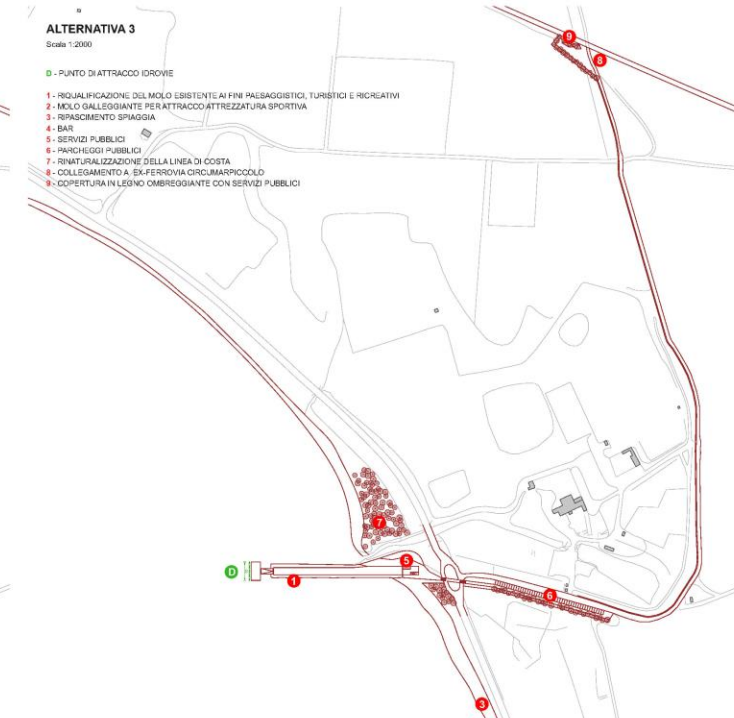 ALTERNATIVA 3
Scala 1:2000
D - PUNTO DI ATTRACCO IDROVIE
1 - RIQUALIFICAZIONE DEL MOLO ESISTENTE AI FINI PAESAGGISTICI, TURISTICI E RICREATIVI
2 - MOLO GALLEGGIANTE PER ATTRACCO ATTREZZATURA SPORTIVA
3 - RIPASCIMENTO SPIAGGIA
4 - BAR
5 - SERVIZI PUBBLICI
6 - PARCHEGGI PUBBLICI
7 - RINATURALIZZAZIONE DELLA LINEA DI COSTA
8 - COLLEGAMENTO A EX-FERROVIA CIRCUMARPICCOLO
9 - COPERTURA IN LEGNO OMBREGGIANTE CON SERVIZI PUBBLICI
9
8
7
5
D
1
6
3